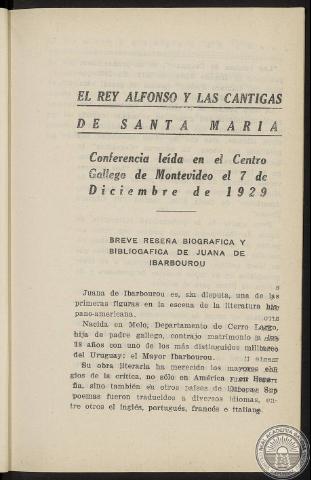 EL REY ALFONSO Y LAS CANTIGAS
DE SANTA MARIA
Conferencia leída en el Centro
Gallego de Montevideo el 7 de
Diciembre de 1929
BREVE RESEÑA BIOGRAFICA Y
BIBLIOGAFICA DE JUANA DE
IBARBOUROU
Juana de Ibarbourou es, sin disputa, una de las
primeras figuras en la escena de la literatura his
pano-americana.
Nacida en Melo, Departamento de Cerro Largo,
hija de padre gallego, contrajo matrimonio a los
18 años con uno de los más distinguidos militares
del Uruguay: el Mayor Ibarbourou.
Su obra literaria ha merecido los mayores elo
gios de la crítica, no sólo en América y en Espa
ña, sino también en otros países de Europa. Sus
poemas fueron traducidos a diversos idiomas, en-
tre otros el inglés, portugués, francés e italiano.